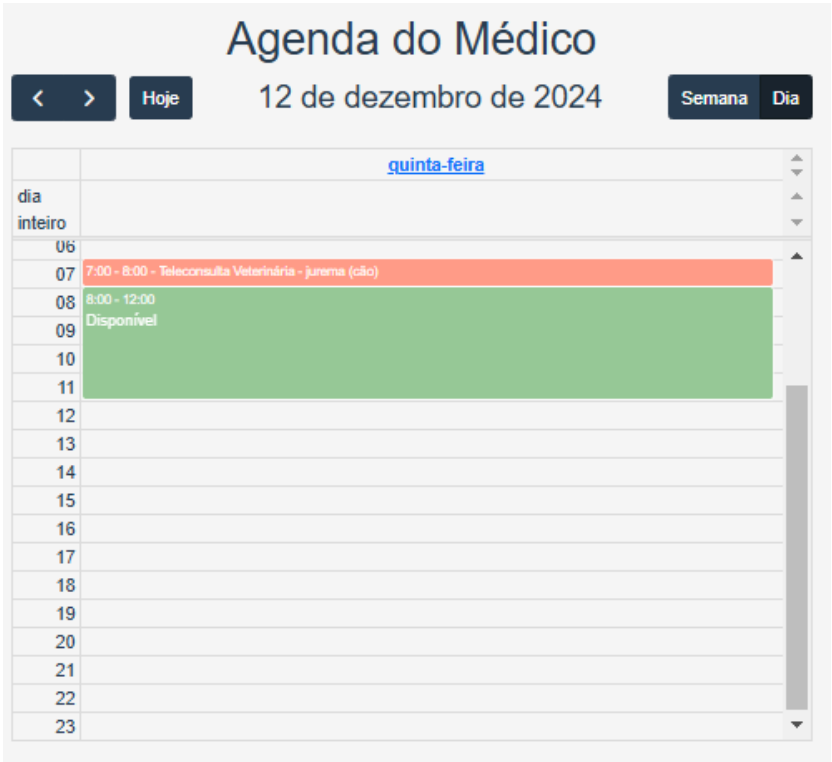 Agenda do Médico
Hoje
12 de dezembro de 2024
Semana
Dia
quinta-feira
dia
inteiro
06
07
7:00 - 8:00 - Teleconsulta Veterinária - jurema (cão)
08
8:00 - 12:00
Disponível
09
10
11
12
13
14
15
16
17
18
19
20
21
22
23